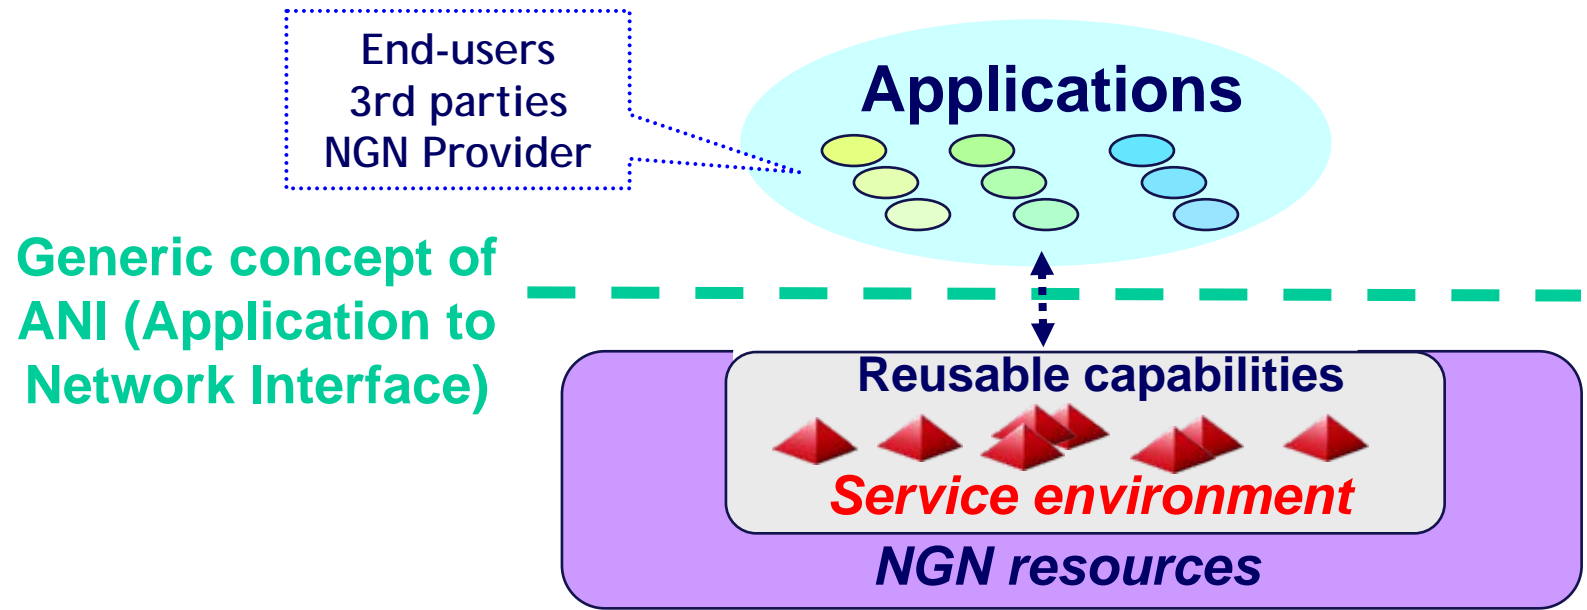 End-users
3rd parties
NGN Provider
Applications
Generic concept of
ANI (Application to
Network Interface)
Reusable capabilities
Service environment
NGN resources